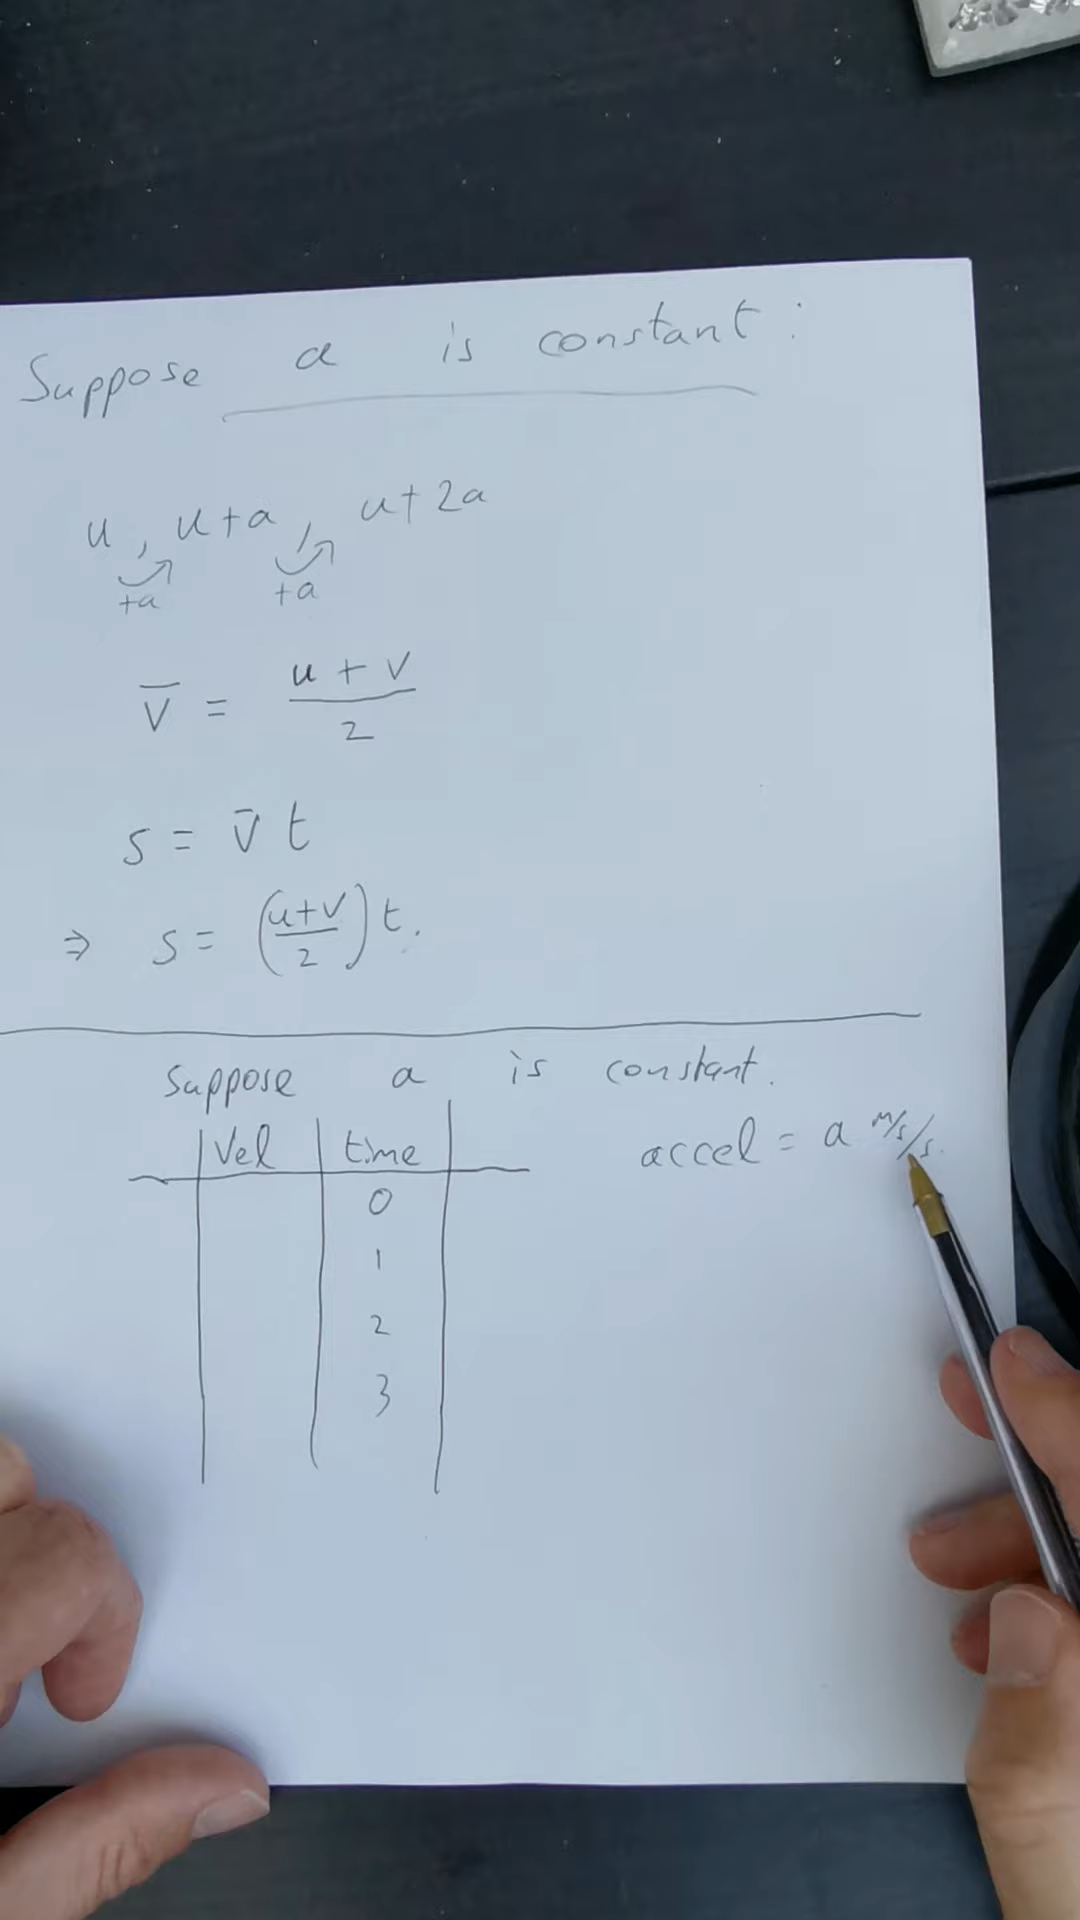 Suppose a is constant:
u, u+a, u+2a
+a +a
v̅ = (u + v)/2
s = v̅ t
⇒ s = ((u+v)/2) t.
Suppose a is constant.
Vel time
accel = a m/s/s.
0
1
2
3